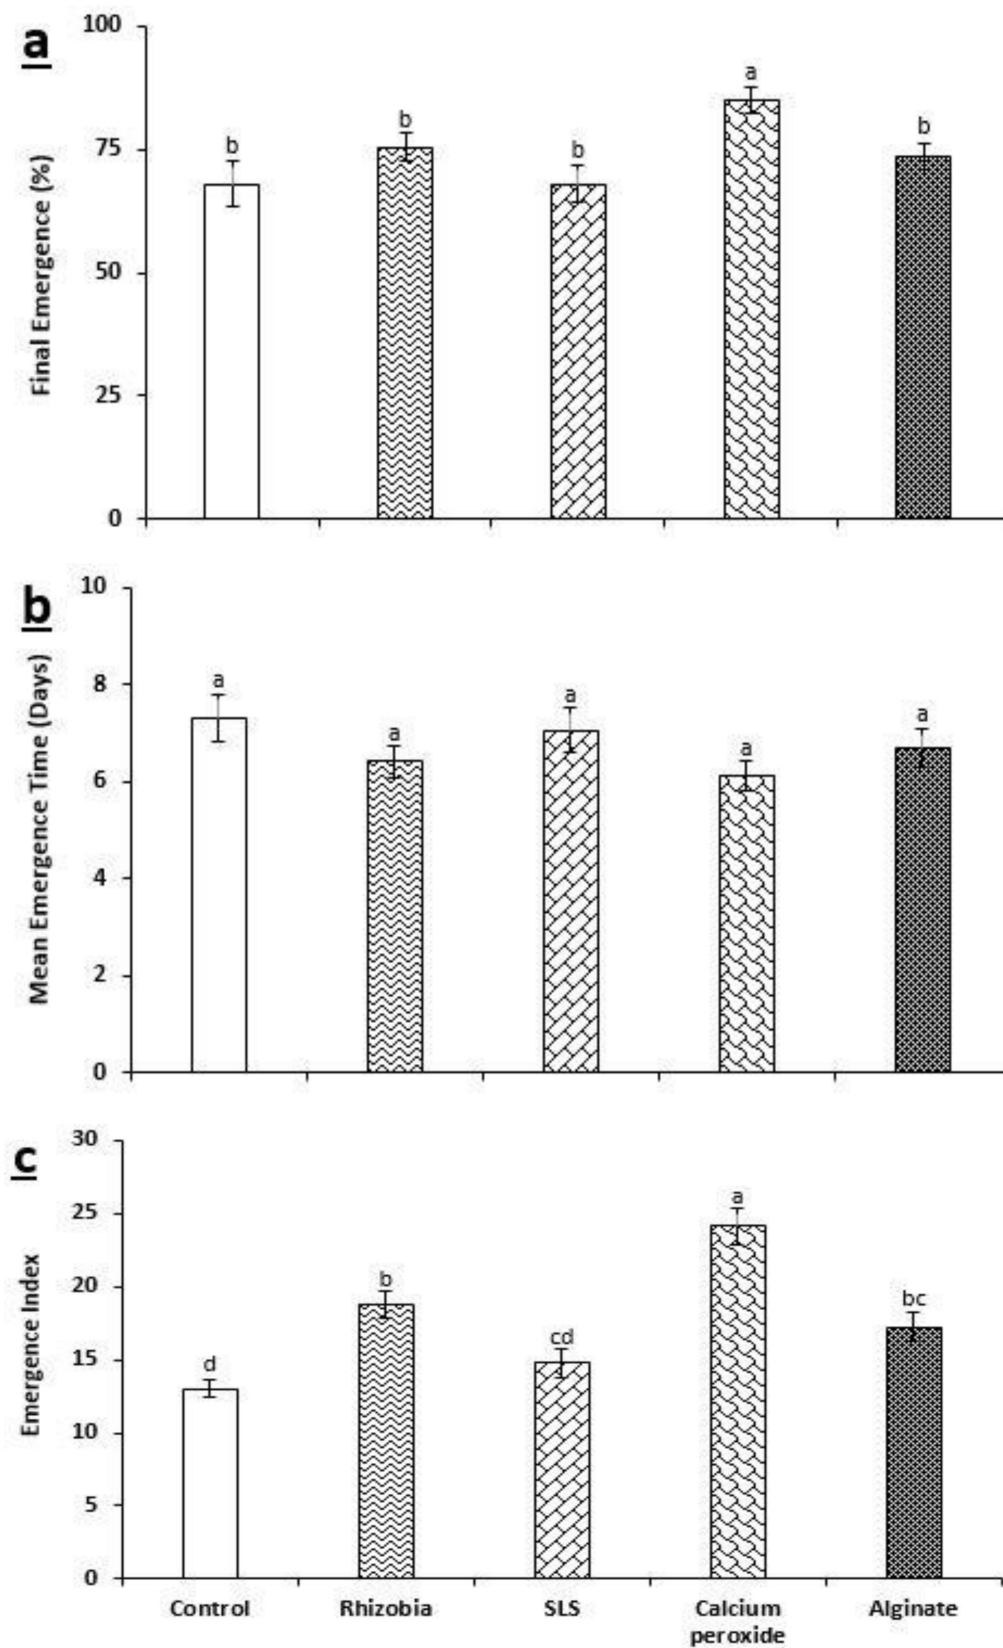 a
Final Emergence (%)
100
75
50
25
0
b
b
b
a
b
b
Mean Emergence Time (Days)
10
8
6
4
2
0
a
a
a
a
a
c
Emergence Index
30
25
20
15
10
5
0
d
b
cd
a
bc
Control
Rhizobia
SLS
Calcium
peroxide
Alginate